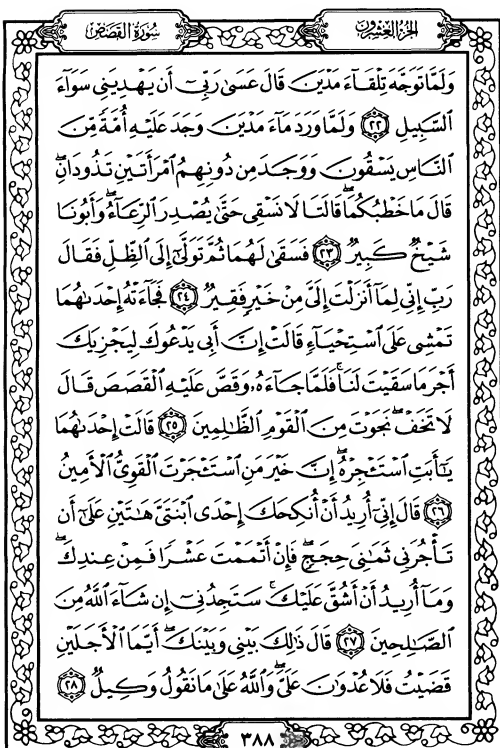 الجزء العشرون
سورة القصص
وَلَمَّا تَوَجَّهَ تِلْقَآءَ مَدْيَنَ قَالَ عَسَىٰ رَبِّىٓ أَن يَهْدِيَنِى سَوَآءَ
ٱلسَّبِيلِ ٢٢ وَلَمَّا وَرَدَ مَآءَ مَدْيَنَ وَجَدَ عَلَيْهِ أُمَّةً مِّنَ
ٱلنَّاسِ يَسْقُونَ وَوَجَدَ مِن دُونِهِمُ ٱمْرَأَتَيْنِ تَذُودَانِۖ
قَالَ مَا خَطْبُكُمَاۖ قَالَتَا لَا نَسْقِى حَتَّىٰ يُصْدِرَ ٱلرِّعَآءُۖ وَأَبُونَا
شَيْخٌ كَبِيرٌ ٢٣ فَسَقَىٰ لَهُمَا ثُمَّ تَوَلَّىٰٓ إِلَى ٱلظِّلِّ فَقَالَ
رَبِّ إِنِّى لِمَآ أَنزَلْتَ إِلَىَّ مِنْ خَيْرٍ فَقِيرٌ ٢٤ فَجَآءَتْهُ إِحْدَىٰهُمَا
تَمْشِى عَلَى ٱسْتِحْيَآءٍ قَالَتْ إِنَّ أَبِى يَدْعُوكَ لِيَجْزِيَكَ
أَجْرَ مَا سَقَيْتَ لَنَاۚ فَلَمَّا جَآءَهُۥ وَقَصَّ عَلَيْهِ ٱلْقَصَصَ قَالَ
لَا تَخَفْۖ نَجَوْتَ مِنَ ٱلْقَوْمِ ٱلظَّٰلِمِينَ ٢٥ قَالَتْ إِحْدَىٰهُمَا
يَٰٓأَبَتِ ٱسْتَـْٔجِرْهُۖ إِنَّ خَيْرَ مَنِ ٱسْتَـْٔجَرْتَ ٱلْقَوِىُّ ٱلْأَمِينُ
٢٦ قَالَ إِنِّىٓ أُرِيدُ أَنْ أُنكِحَكَ إِحْدَى ٱبْنَتَىَّ هَٰتَيْنِ عَلَىٰٓ أَن
تَأْجُرَنِى ثَمَٰنِىَ حِجَجٍۖ فَإِنْ أَتْمَمْتَ عَشْرًا فَمِنْ عِندِكَۖ
وَمَآ أُرِيدُ أَنْ أَشُقَّ عَلَيْكَۚ سَتَجِدُنِىٓ إِن شَآءَ ٱللَّهُ مِنَ
ٱلصَّٰلِحِينَ ٢٧ قَالَ ذَٰلِكَ بَيْنِى وَبَيْنَكَۖ أَيَّمَا ٱلْأَجَلَيْنِ
قَضَيْتُ فَلَا عُدْوَٰنَ عَلَىَّۖ وَٱللَّهُ عَلَىٰ مَا نَقُولُ وَكِيلٌ ٢٨
٣٨٨